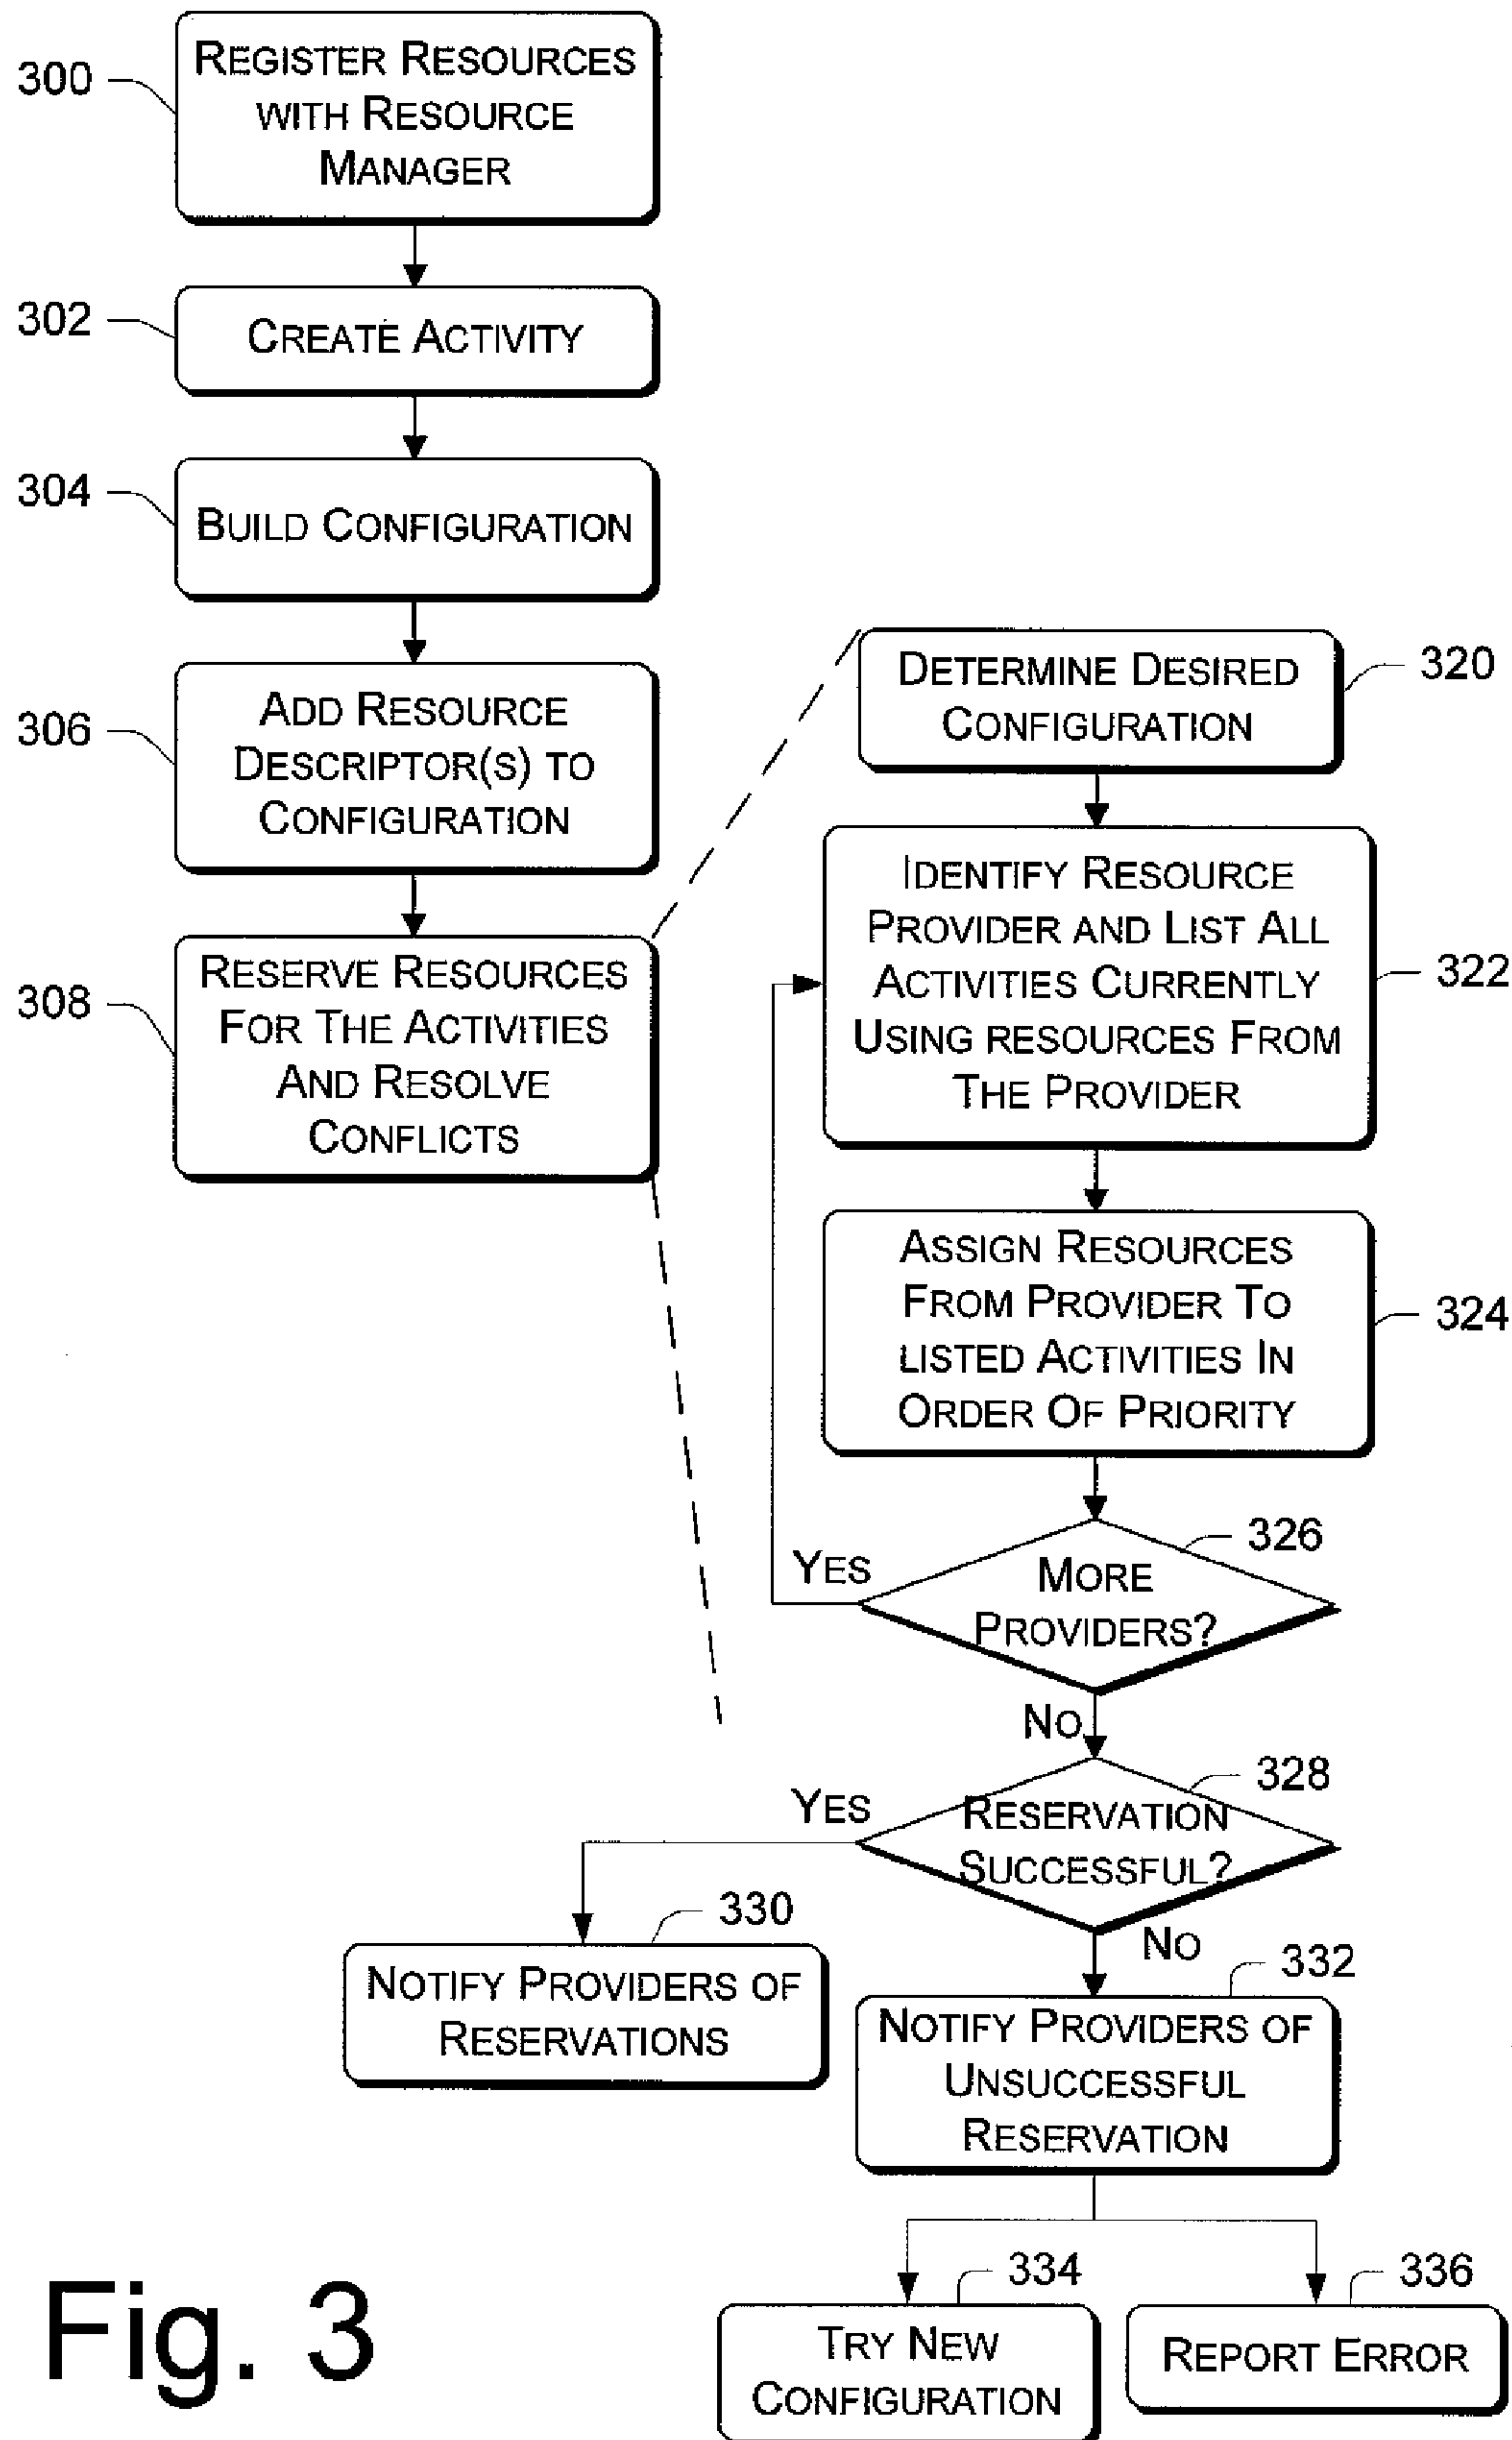 300
REGISTER RESOURCES
WITH RESOURCE
MANAGER
302
CREATE ACTIVITY
304
BUILD CONFIGURATION
306
ADD RESOURCE
DESCRIPTOR(S) TO
CONFIGURATION
308
RESERVE RESOURCES
FOR THE ACTIVITIES
AND RESOLVE
CONFLICTS
DETERMINE DESIRED
CONFIGURATION
320
IDENTIFY RESOURCE
PROVIDER AND LIST ALL
ACTIVITIES CURRENTLY
USING RESOURCES FROM
THE PROVIDER
322
ASSIGN RESOURCES
FROM PROVIDER TO
LISTED ACTIVITIES IN
ORDER OF PRIORITY
324
326
YES
MORE
PROVIDERS?
NO
328
YES
RESERVATION
SUCCESSFUL?
NO
330
NOTIFY PROVIDERS OF
RESERVATIONS
332
NOTIFY PROVIDERS OF
UNSUCCESSFUL
RESERVATION
334
TRY NEW
CONFIGURATION
336
REPORT ERROR
Fig. 3